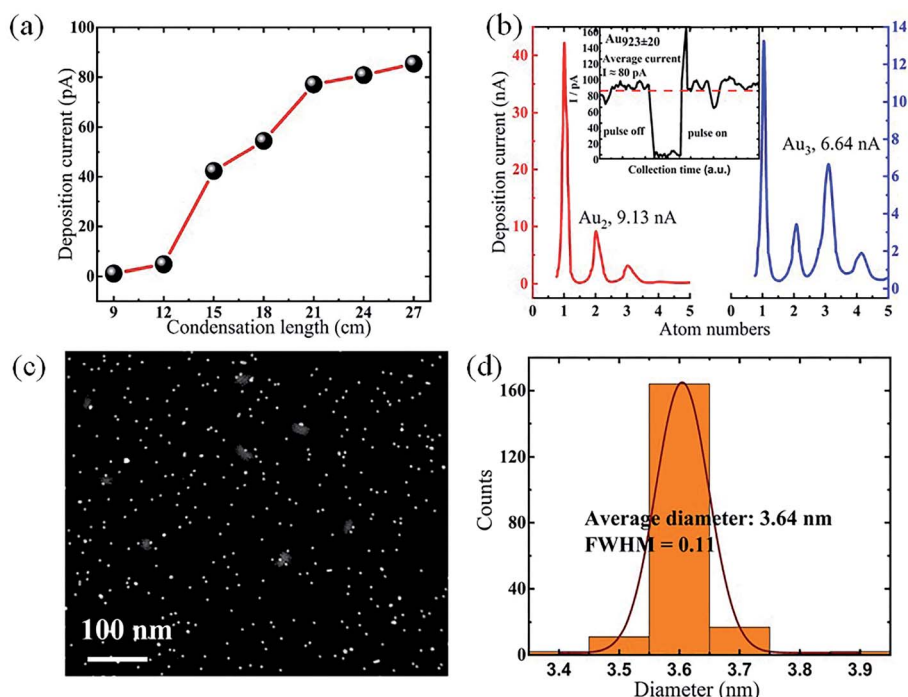 (a)
100
80
60
40
20
0
Deposition current (pA)
9 12 15 18 21 24 27
Condensation length (cm)
(b)
40
30
20
10
0
Deposition current (nA)
Au923±20
Average current
I ≈ 80 pA
160
140
120
100
80
60
40
20
0
I / pA
pulse off
pulse on
Collection time (a.u.)
Au2, 9.13 nA
Au3, 6.64 nA
14
12
10
8
6
4
2
0
0 1 2 3 4 5 0 1 2 3 4 5
Atom numbers
(c)
100 nm
(d)
160
120
80
40
0
Counts
Average diameter: 3.64 nm
FWHM = 0.11
3.4 3.5 3.6 3.7 3.8 3.9
Diameter (nm)